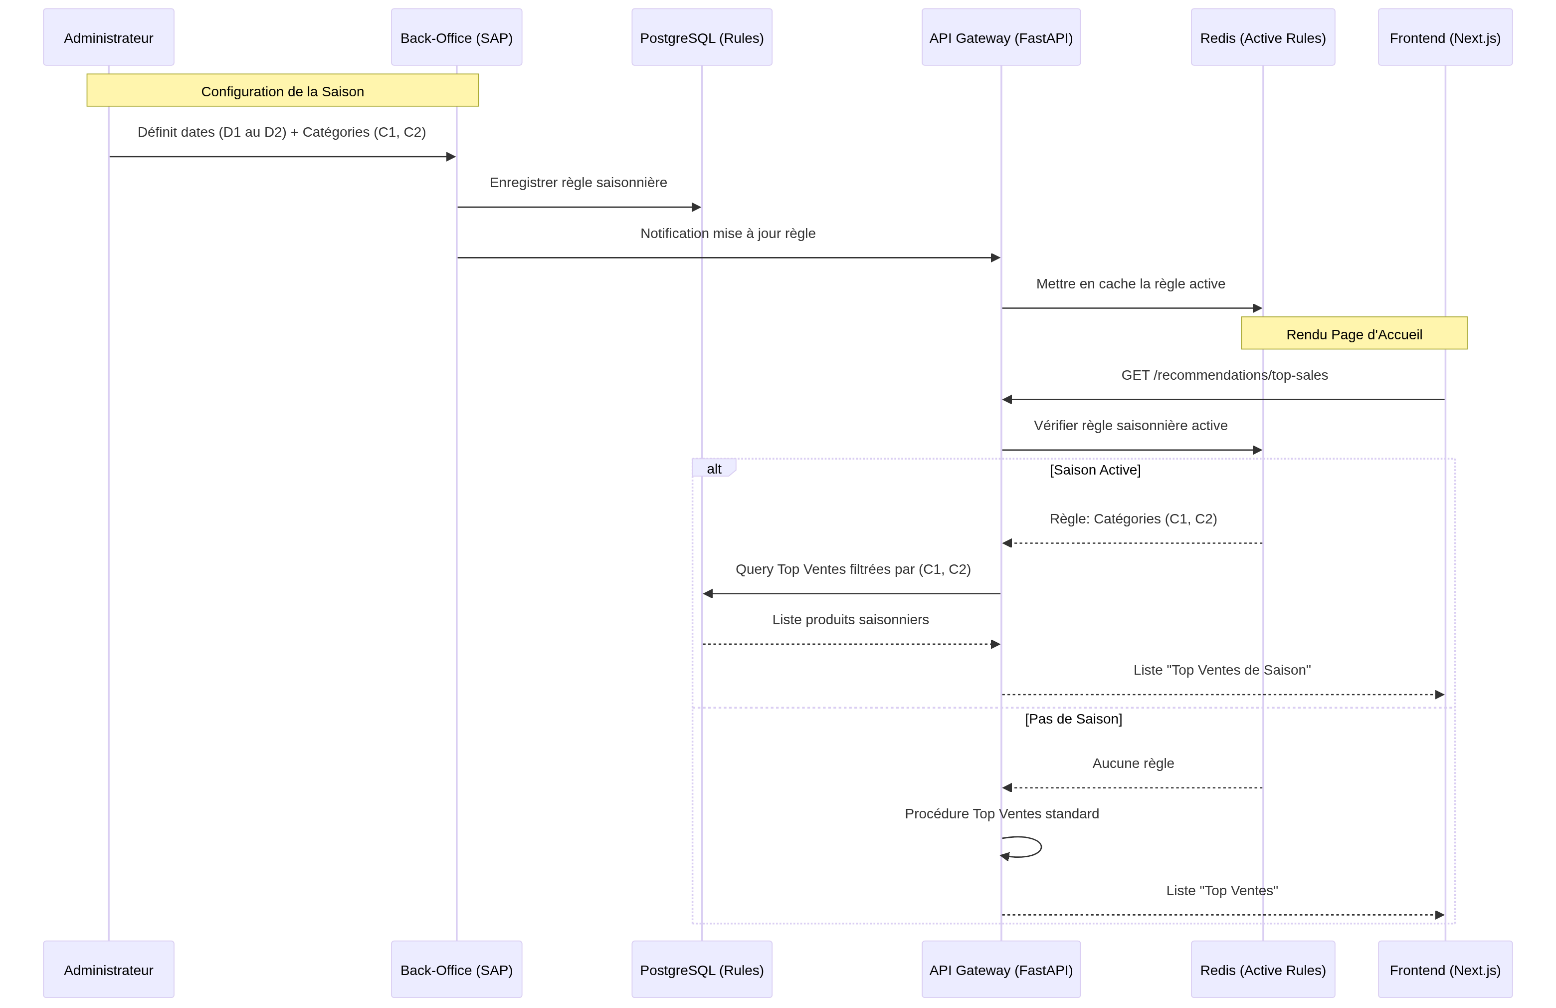 Administrateur
Back-Office (SAP)
PostgreSQL (Rules)
API Gateway (FastAPI)
Redis (Active Rules)
Frontend (Next.js)
Configuration de la Saison
Définit dates (D1 au D2) + Catégories (C1, C2)
Enregistrer règle saisonnière
Notification mise à jour règle
Mettre en cache la règle active
Rendu Page d'Accueil
GET /recommendations/top-sales
Vérifier règle saisonnière active
alt
[Saison Active]
Règle: Catégories (C1, C2)
Query Top Ventes filtrées par (C1, C2)
Liste produits saisonniers
Liste "Top Ventes de Saison"
[Pas de Saison]
Aucune règle
Procédure Top Ventes standard
Liste "Top Ventes"
Administrateur
Back-Office (SAP)
PostgreSQL (Rules)
API Gateway (FastAPI)
Redis (Active Rules)
Frontend (Next.js)